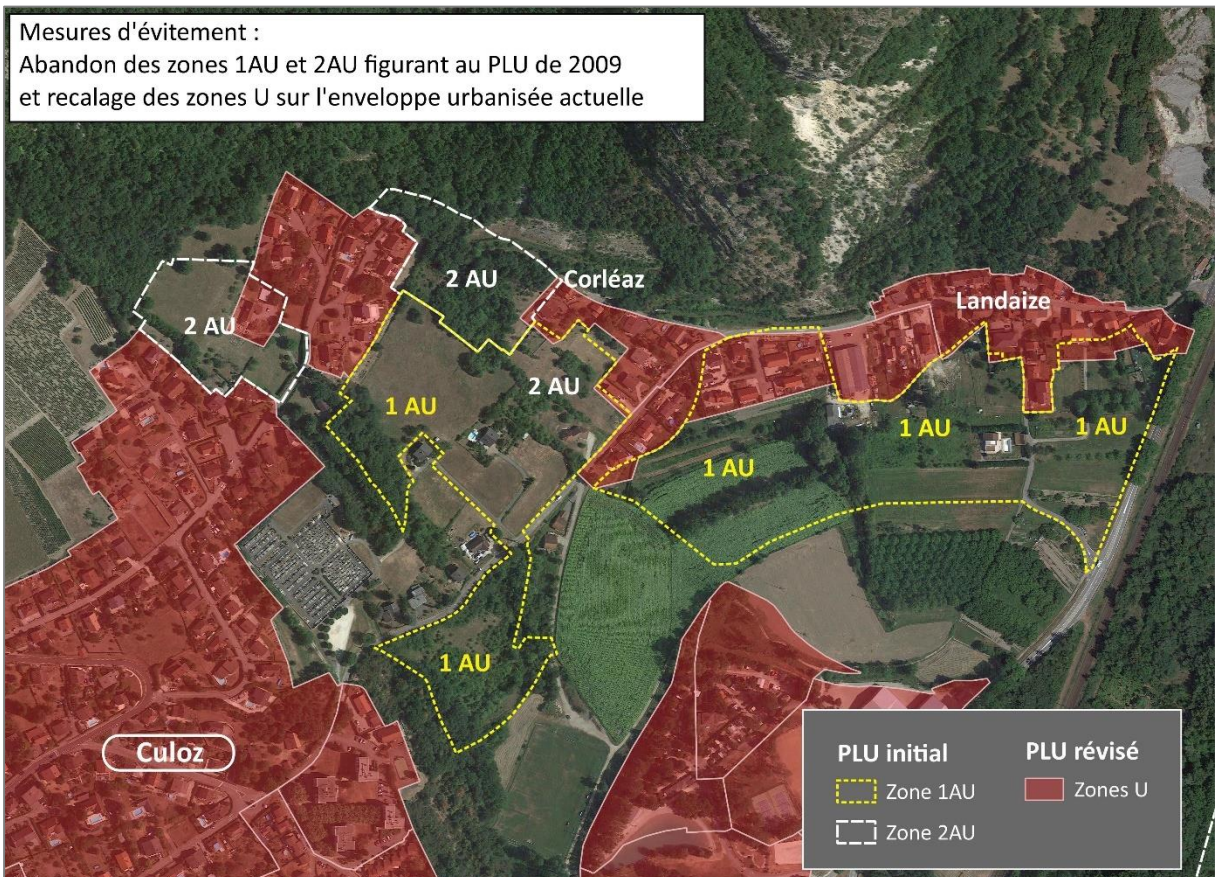 Mesures d'évitement :
Abandon des zones 1AU et 2AU figurant au PLU de 2009
et recalage des zones U sur l'enveloppe urbanisée actuelle
2 AU
Corléaz
Landaize
2 AU
2 AU
1 AU
1 AU
1 AU
1 AU
1 AU
Culoz
PLU initial
Zone 1AU
Zone 2AU
PLU révisé
Zones U